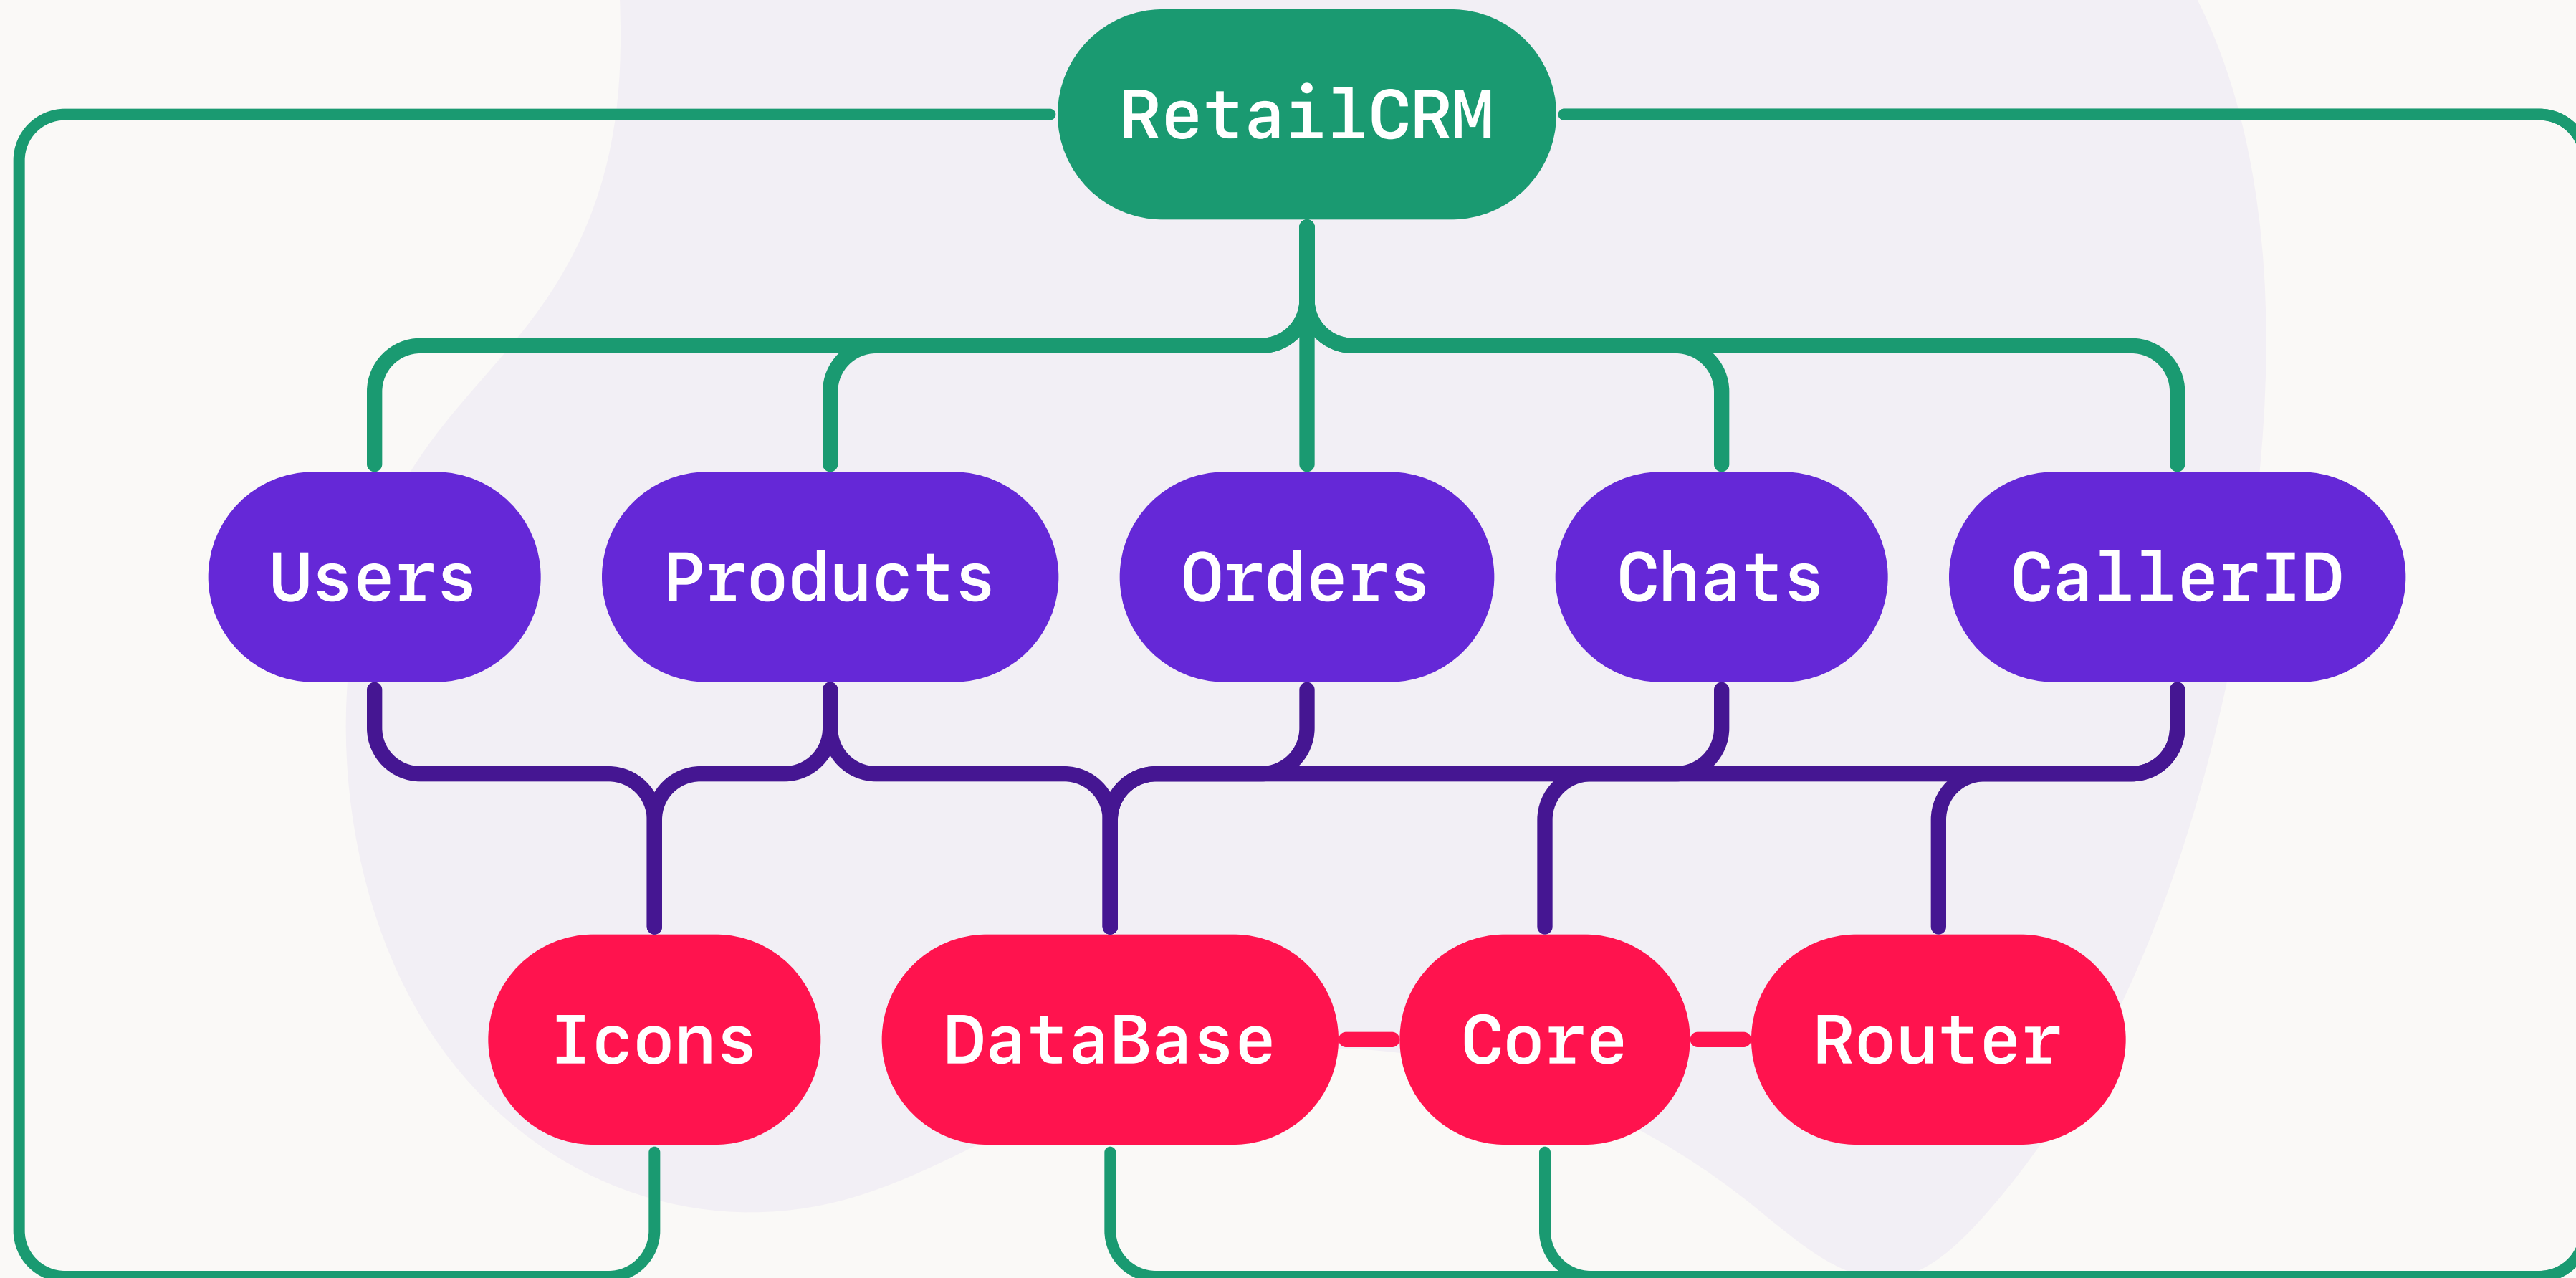 RetailCRM
Users
Products
Orders
Chats
CallerID
Icons
DataBase
Core
Router